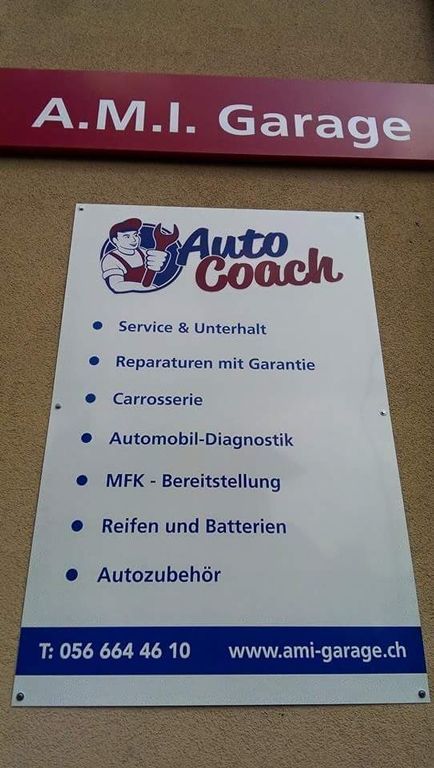 A.M.I. Garage
Auto
Coach
• Service & Unterhalt
• Reparaturen mit Garantie
• Carrosserie
• Automobil-Diagnostik
• MFK - Bereitstellung
• Reifen und Batterien
• Autozubehör
T: 056 664 46 10 www.ami-garage.ch